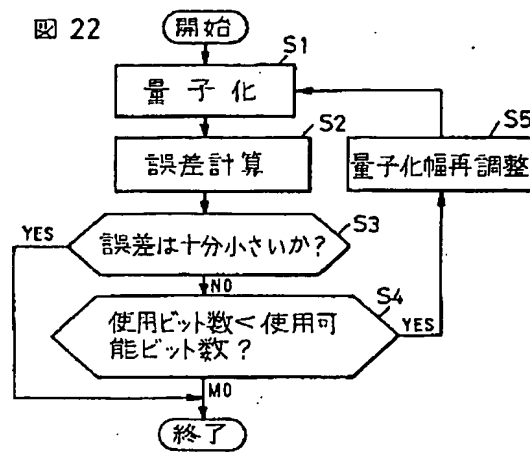 図 22
開始
S1
量子化
S2
誤差計算
S5
量子化幅再調整
S3
誤差は十分小さいか?
YES
NO
S4
使用ビット数<使用可
能ビット数?
YES
MO
終了